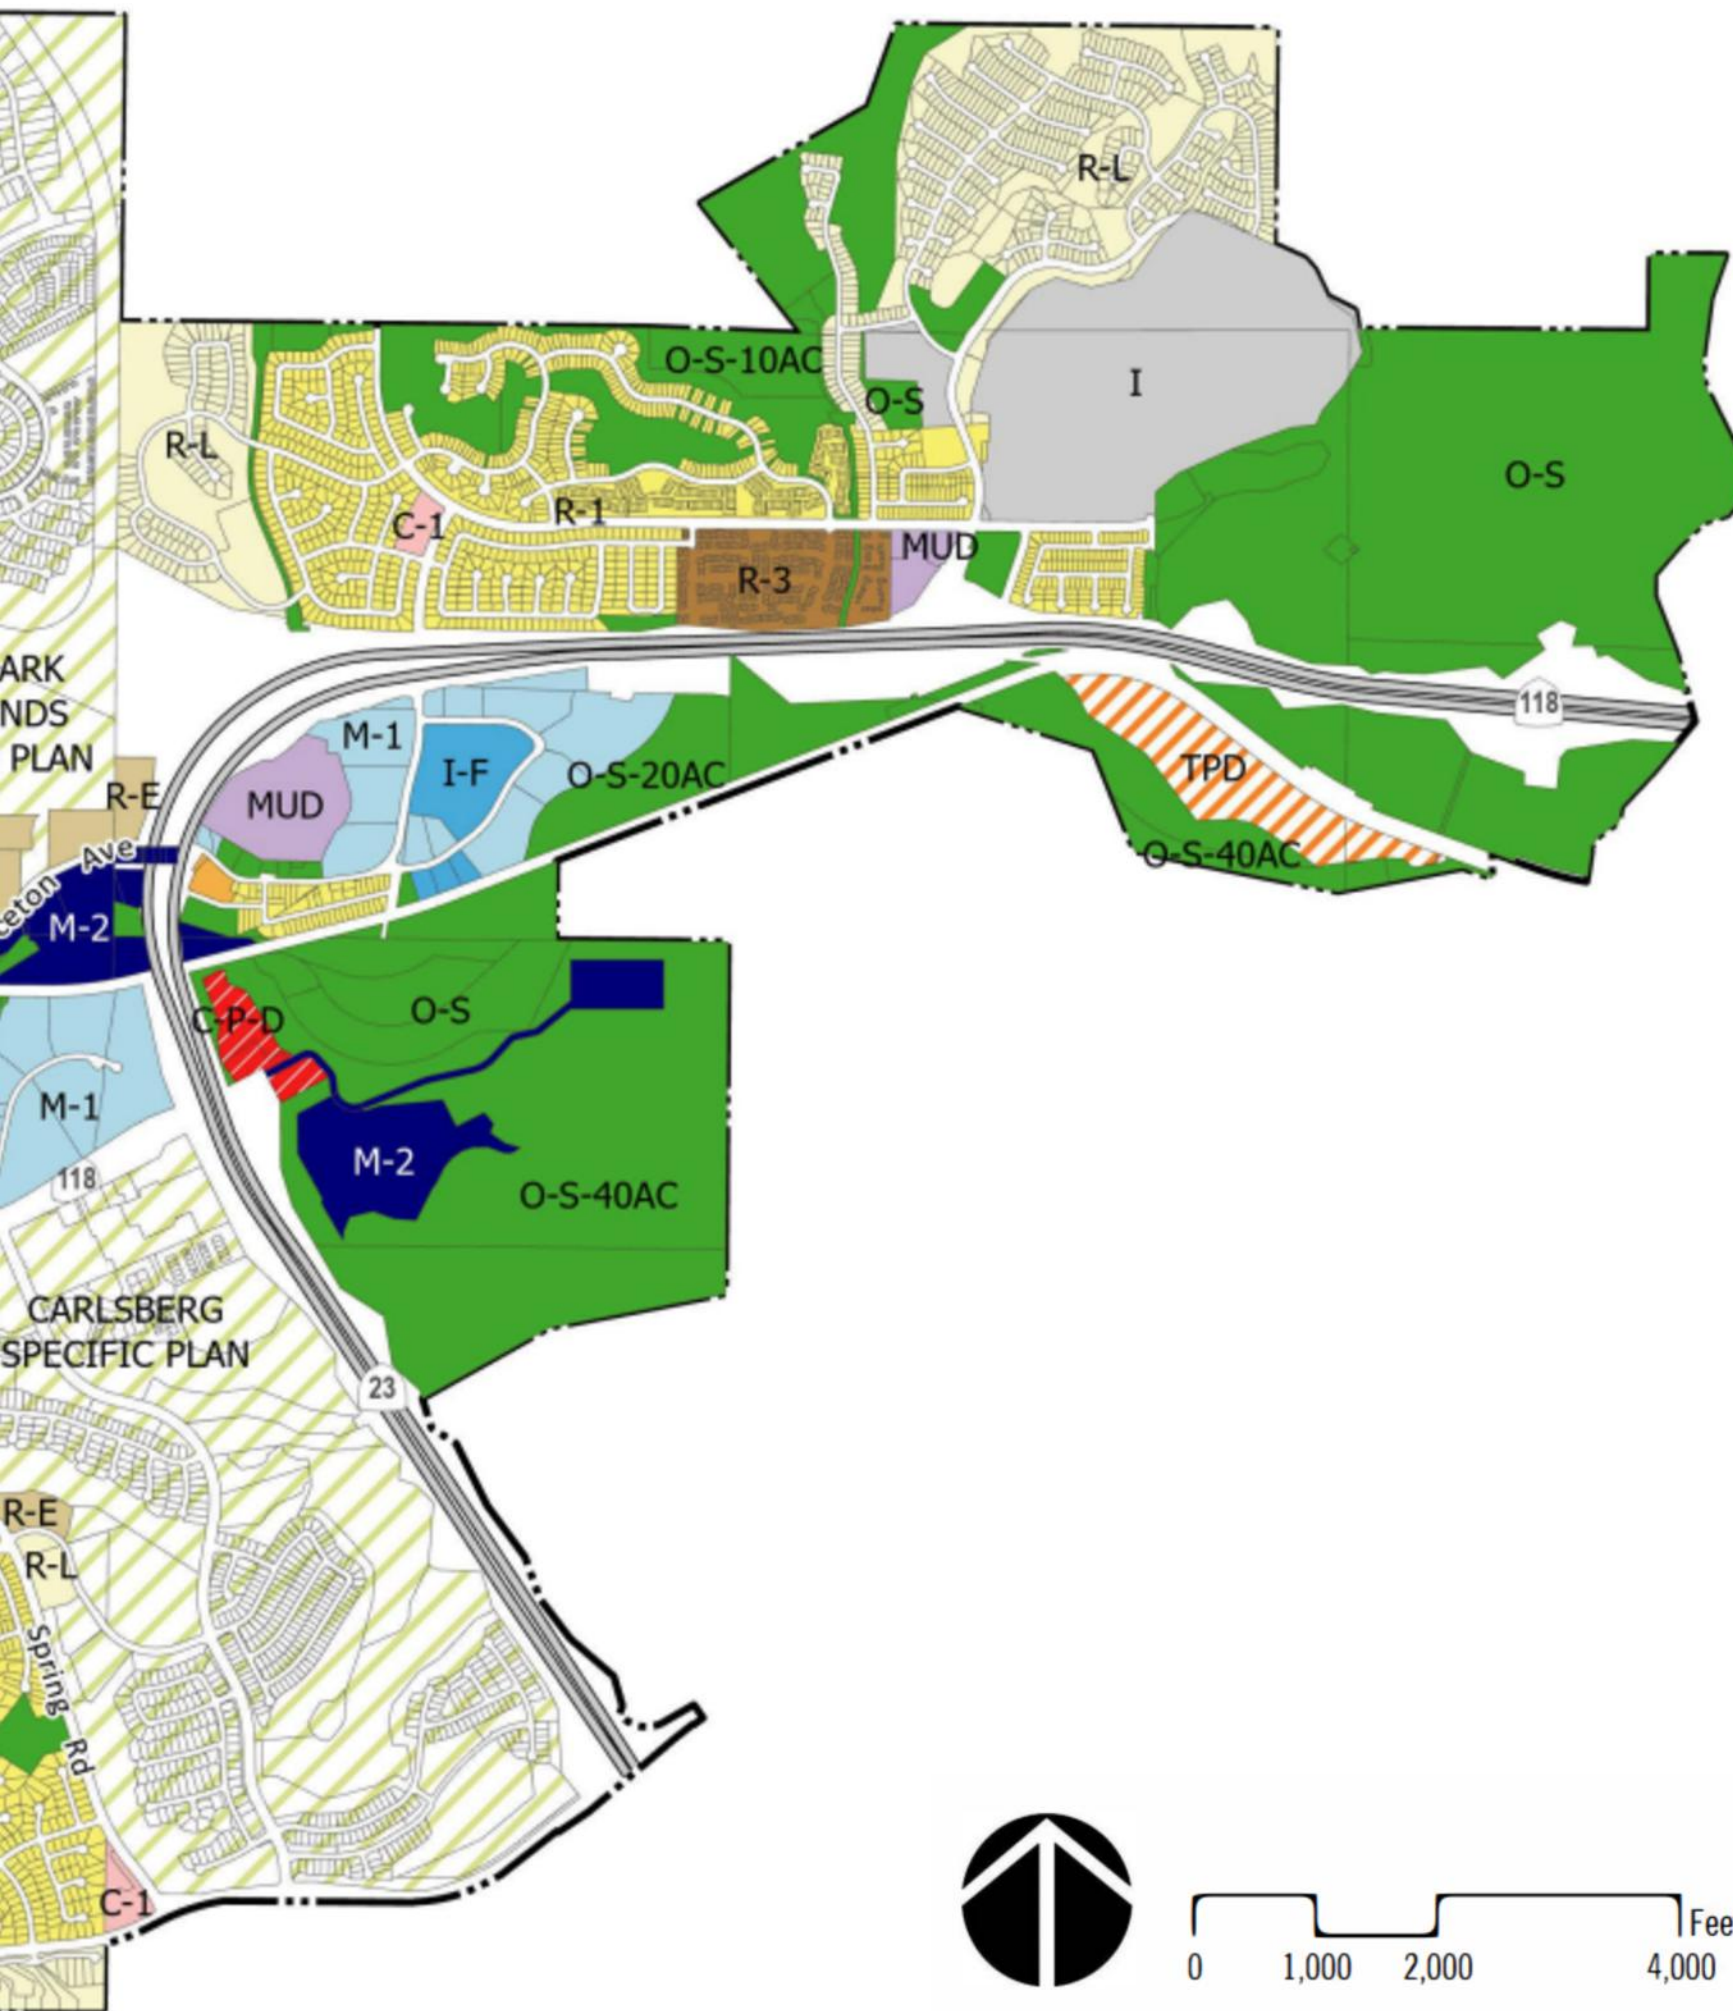 R-L
O-S-10AC
I
O-S
R-L
O-S
C-1
R-1
MUD
R-3
ARK
NDS
PLAN
118
M-1
I-F
O-S-20AC
TPD
R-E
MUD
Ave
O-S-40AC
ceton
M-2
C-P-D
O-S
M-1
M-2
118
O-S-40AC
CARLSBERG
SPECIFIC PLAN
23
R-E
R-L
Spring
Rd
C-1
Fee
0 1,000 2,000 4,000